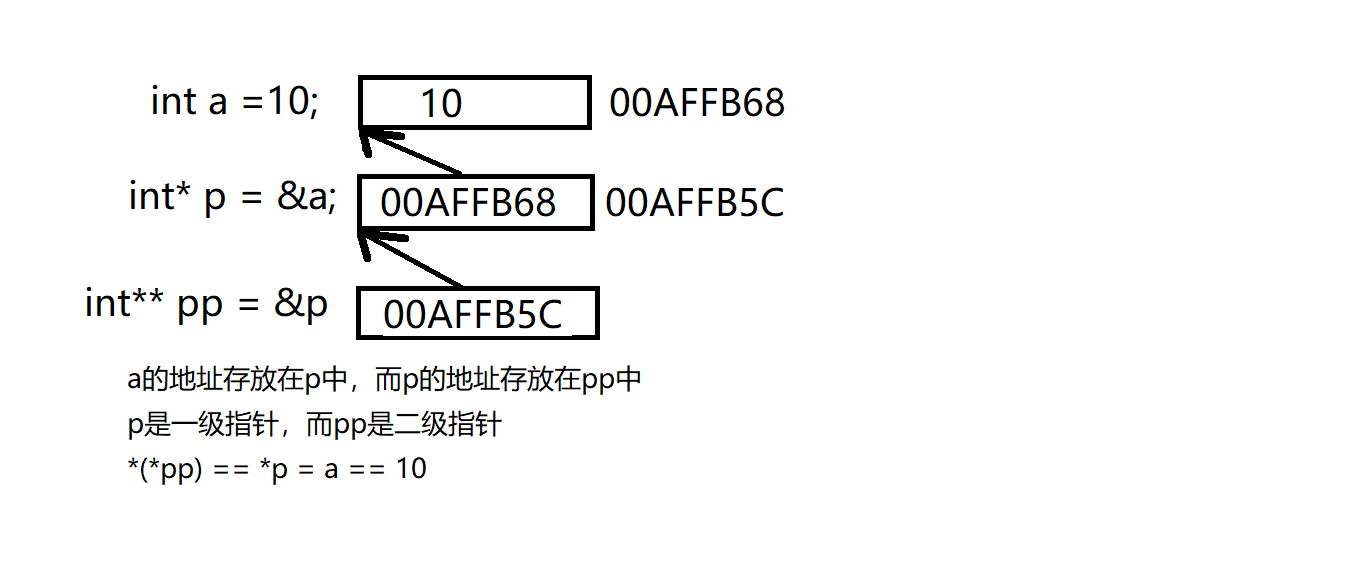 int a =10; 10 00AFFB68
int* p = &a; 00AFFB68 00AFFB5C
int** pp = &p 00AFFB5C
a的地址存放在p中，而p的地址存放在pp中
p是一级指针，而pp是二级指针
*(*pp) == *p = a == 10